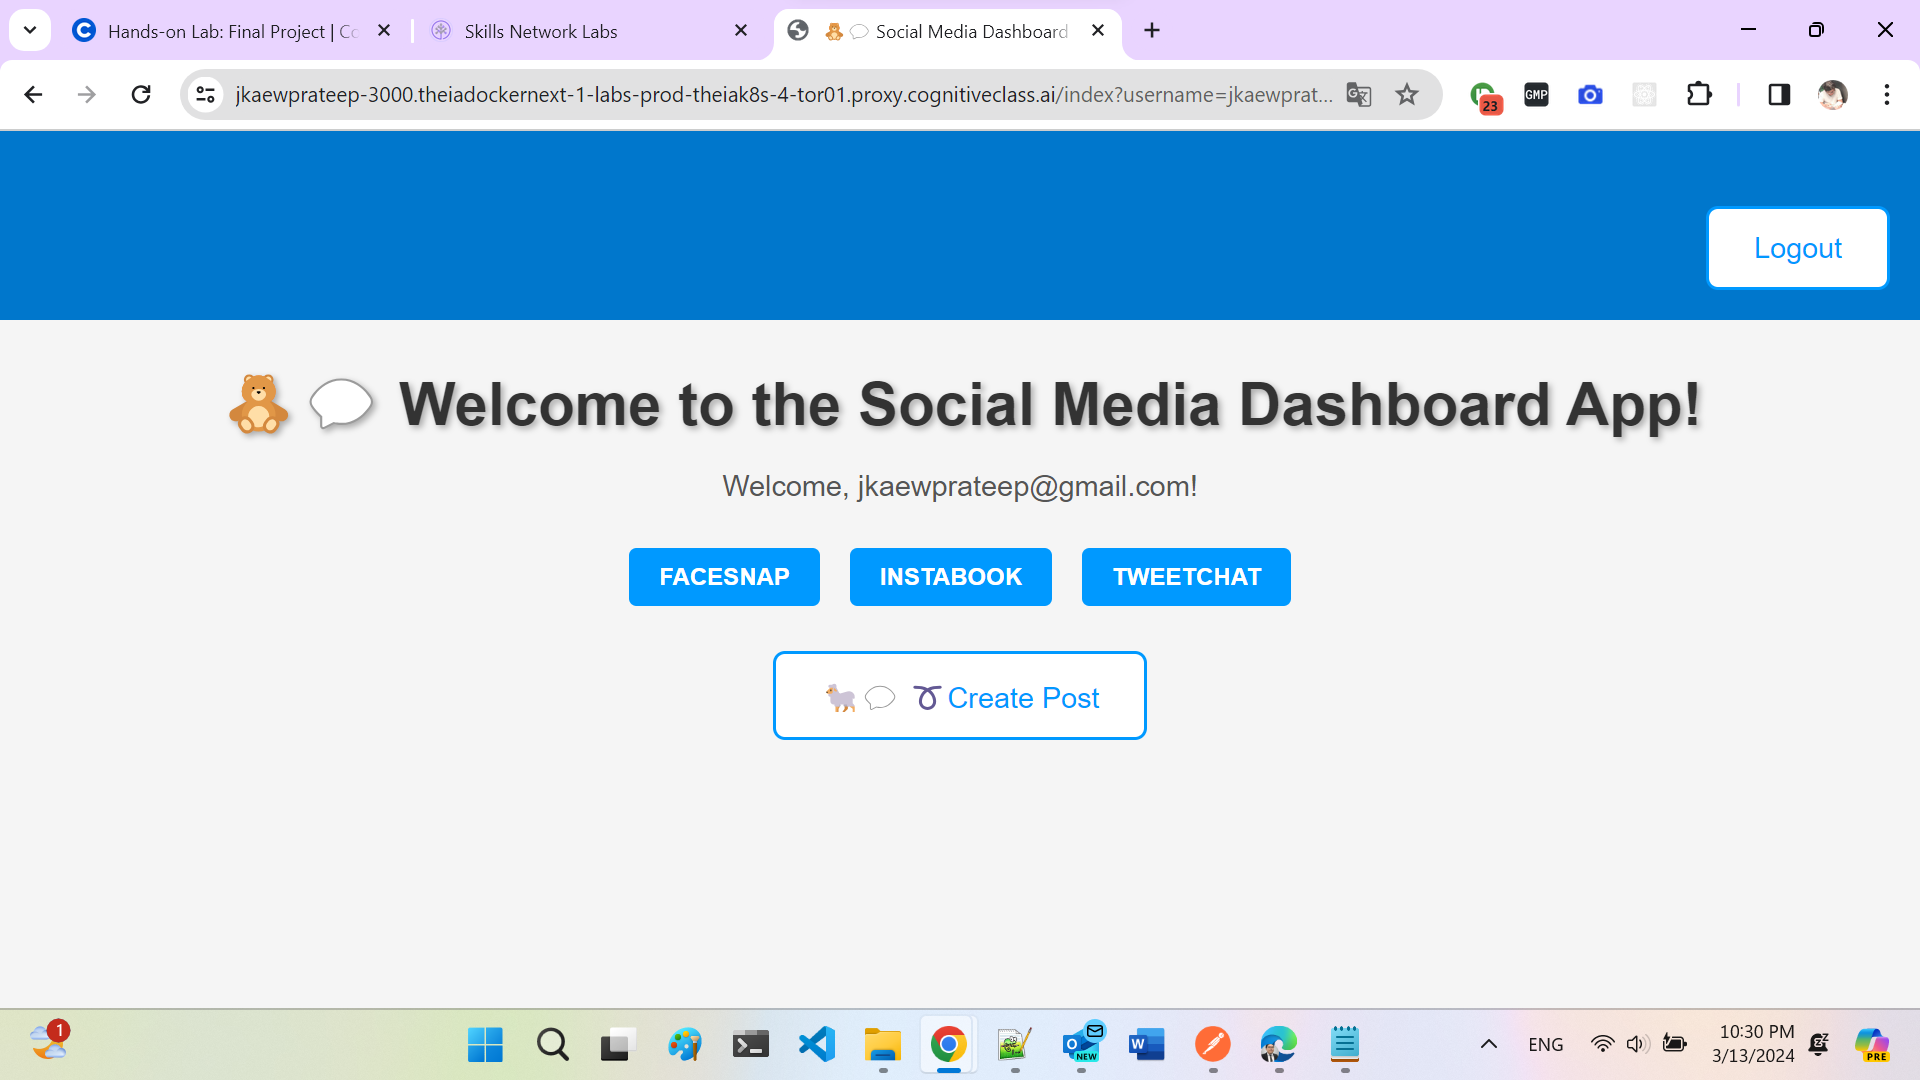 Hands-on Lab: Final Project | Co
Skills Network Labs
🧸🗨️ Social Media Dashboard
jkaewprateep-3000.theiadockernext-1-labs-prod-theiak8s-4-tor01.proxy.cognitiveclass.ai/index?username=jkaewprat...
23
GMP
Logout
🧸🗨️ Welcome to the Social Media Dashboard App!
Welcome, jkaewprateep@gmail.com!
FACESNAP INSTABOOK TWEETCHAT
🐑🗨️ ➰Create Post
1
NEW
ENG
10:30 PM
3/13/2024
PRE